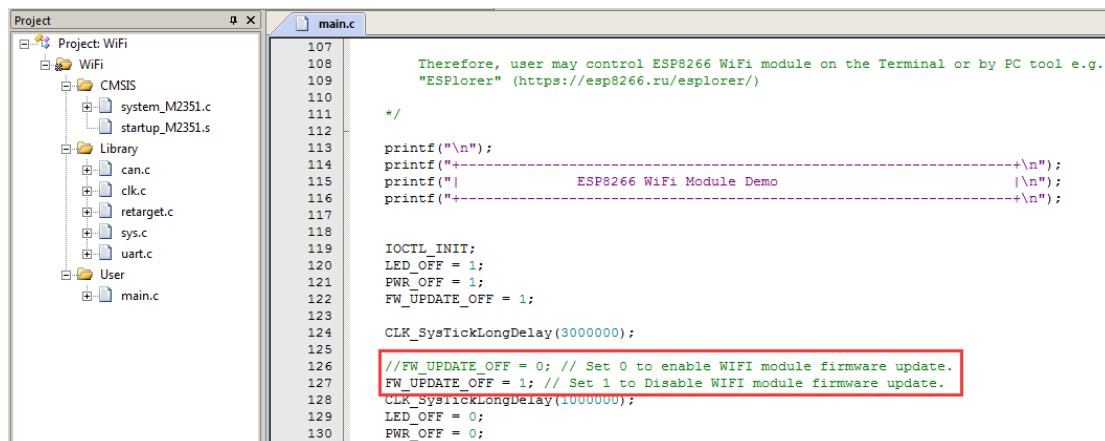 Project
Project: WiFi
WiFi
CMSIS
system_M2351.c
startup_M2351.s
Library
can.c
clk.c
retarget.c
sys.c
uart.c
User
main.c
main.c
107
108 Therefore, user may control ESP8266 WiFi module on the Terminal or by PC tool e.g.
109 "ESPlorer" (https://esp8266.ru/esplorer/)
110
111 */
112
113 printf("\n");
114 printf("+------------------------------------------------------------------+\n");
115 printf("|              ESP8266 WiFi Module Demo                            |\n");
116 printf("+------------------------------------------------------------------+\n");
117
118
119 IOCTL_INIT;
120 LED_OFF = 1;
121 PWR_OFF = 1;
122 FW_UPDATE_OFF = 1;
123
124 CLK_SysTickLongDelay(3000000);
125
126 //FW_UPDATE_OFF = 0; // Set 0 to enable WIFI module firmware update.
127 FW_UPDATE_OFF = 1; // Set 1 to Disable WIFI module firmware update.
128 CLK_SysTickLongDelay(1000000);
129 LED_OFF = 0;
130 PWR_OFF = 0;